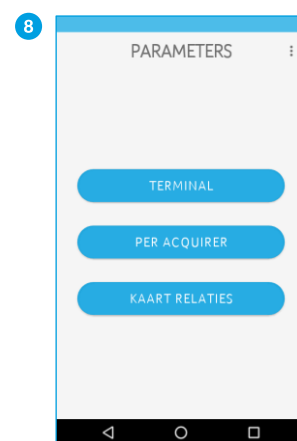 8
PARAMETERS
TERMINAL
PER ACQUIRER
KAART RELATIES